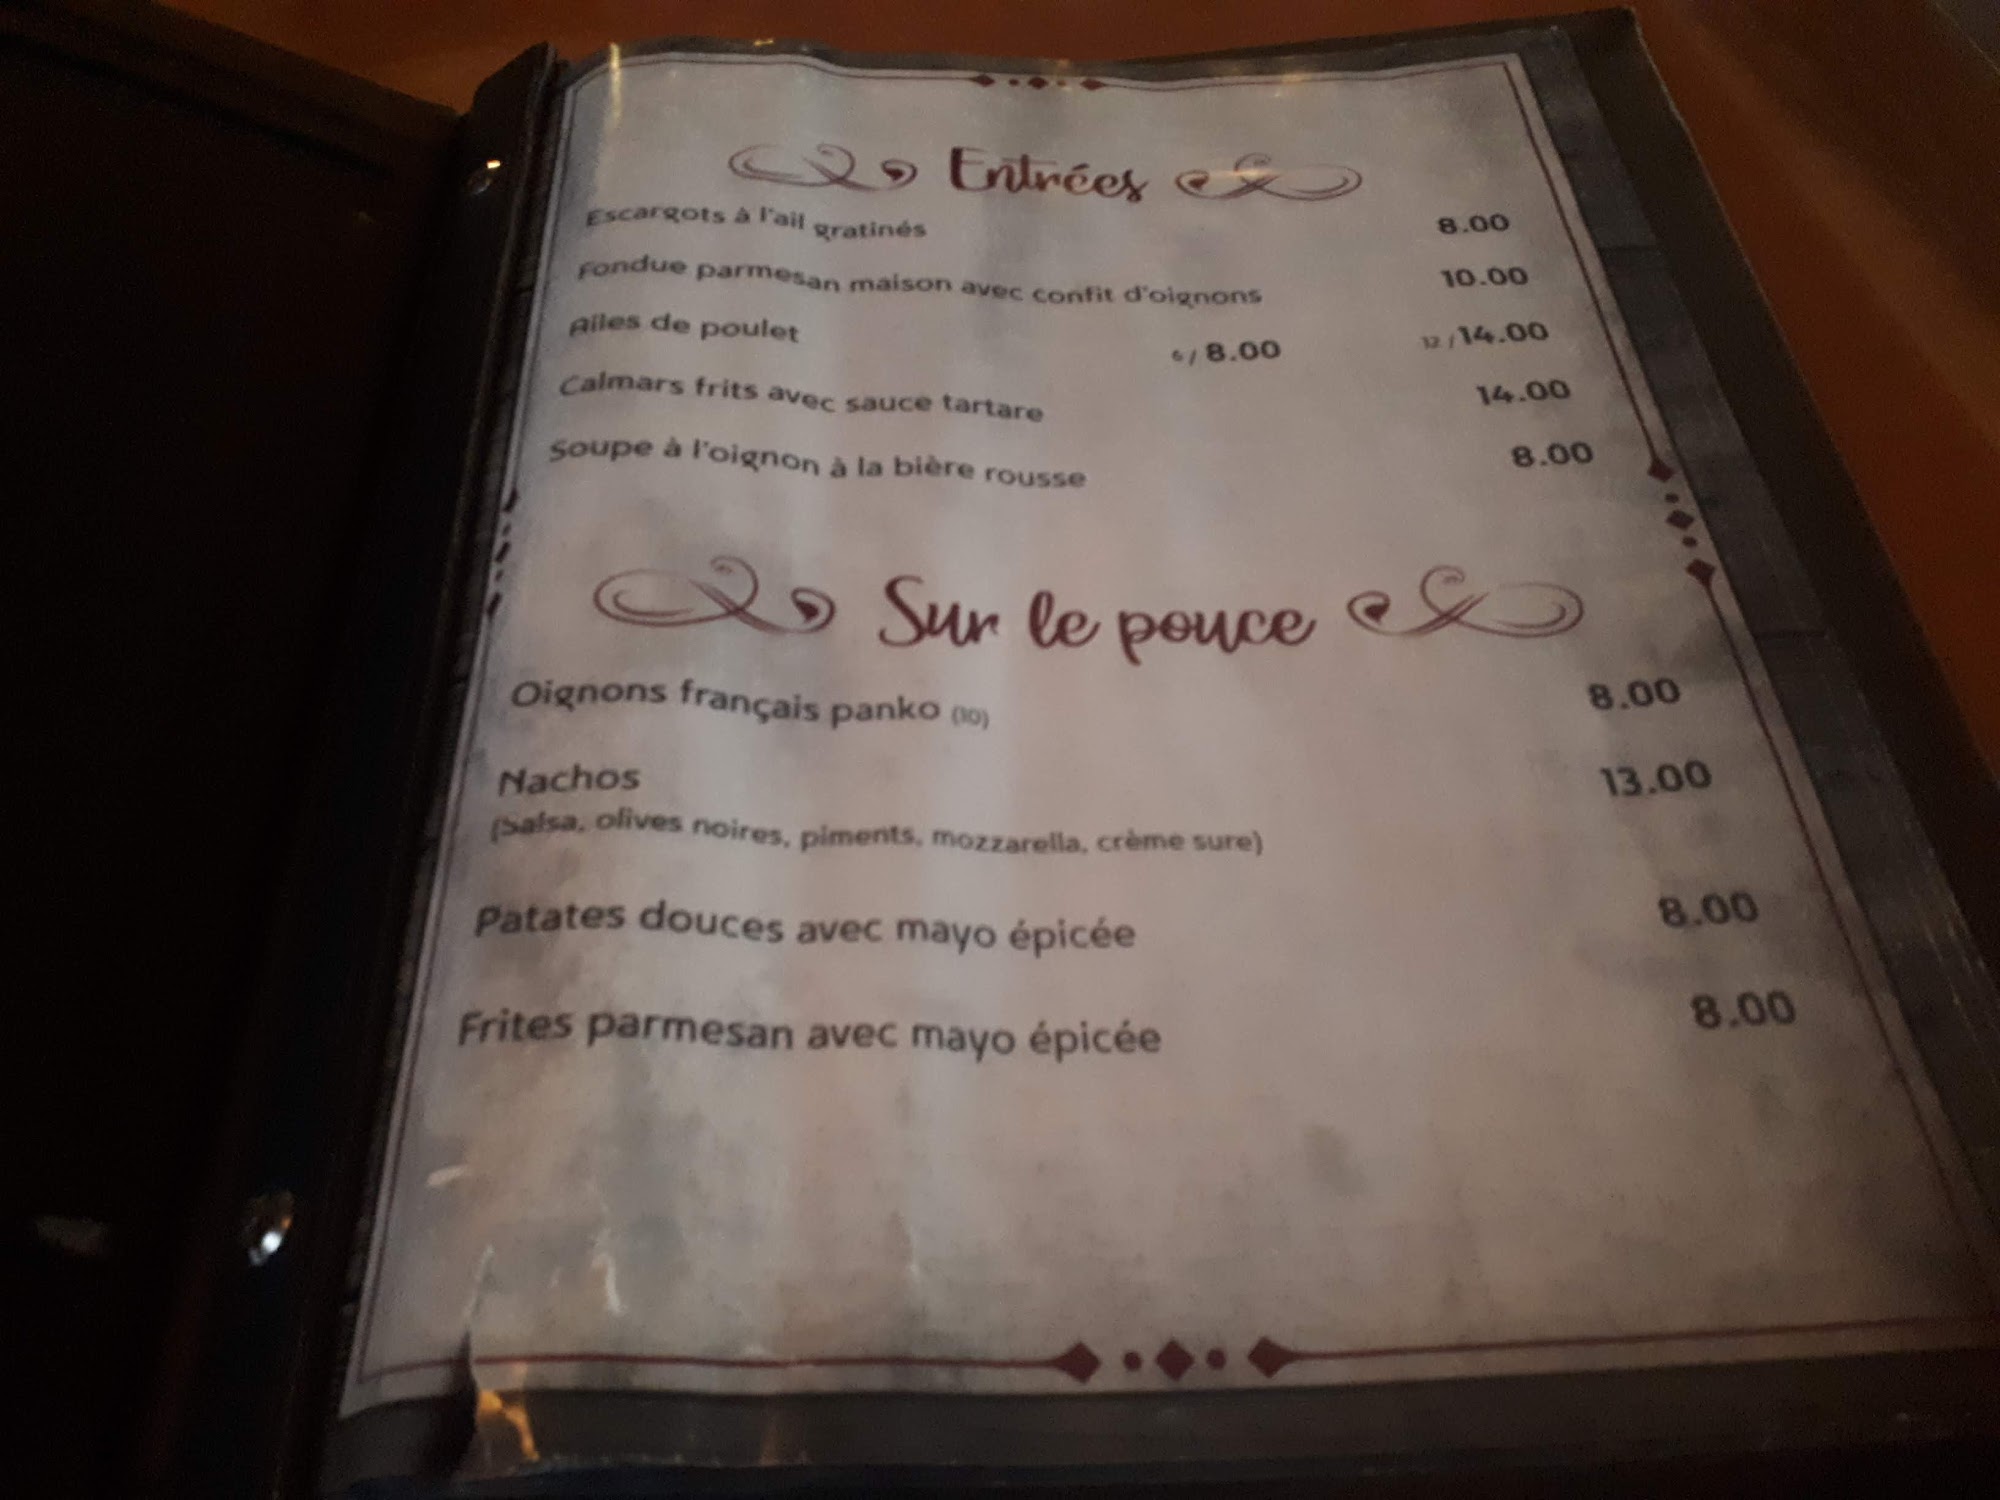 Entrées
Escargots à l'ail gratinés 8.00
Fondue parmesan maison avec confit d'oignons 10.00
Ailes de poulet 6 / 8.00 12 / 14.00
Calmars frits avec sauce tartare 14.00
Soupe à l'oignon à la bière rousse 8.00
Sur le pouce
Oignons français panko (10) 8.00
Nachos 13.00
(Salsa, olives noires, piments, mozzarella, crème sure)
Patates douces avec mayo épicée 8.00
Frites parmesan avec mayo épicée 8.00